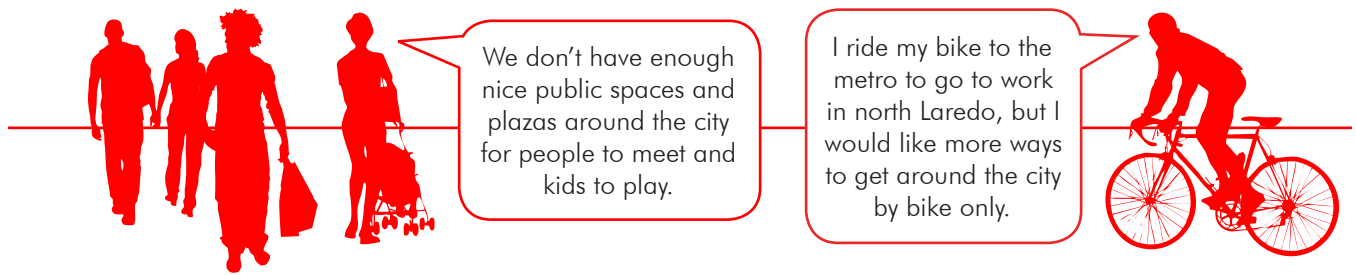 We don’t have enough
nice public spaces and
plazas around the city
for people to meet and
kids to play.
I ride my bike to the
metro to go to work
in north Laredo, but I
would like more ways
to get around the city
by bike only.